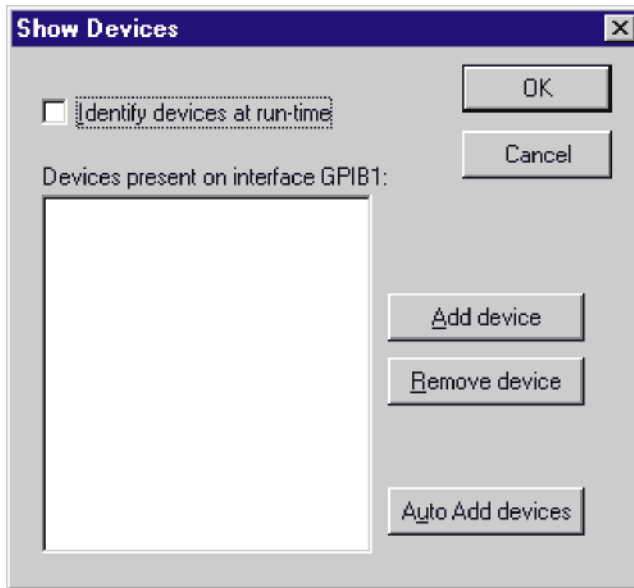 Show Devices
OK
Identify devices at run-time
Cancel
Devices present on interface GPIB1:
Add device
Remove device
Auto Add devices